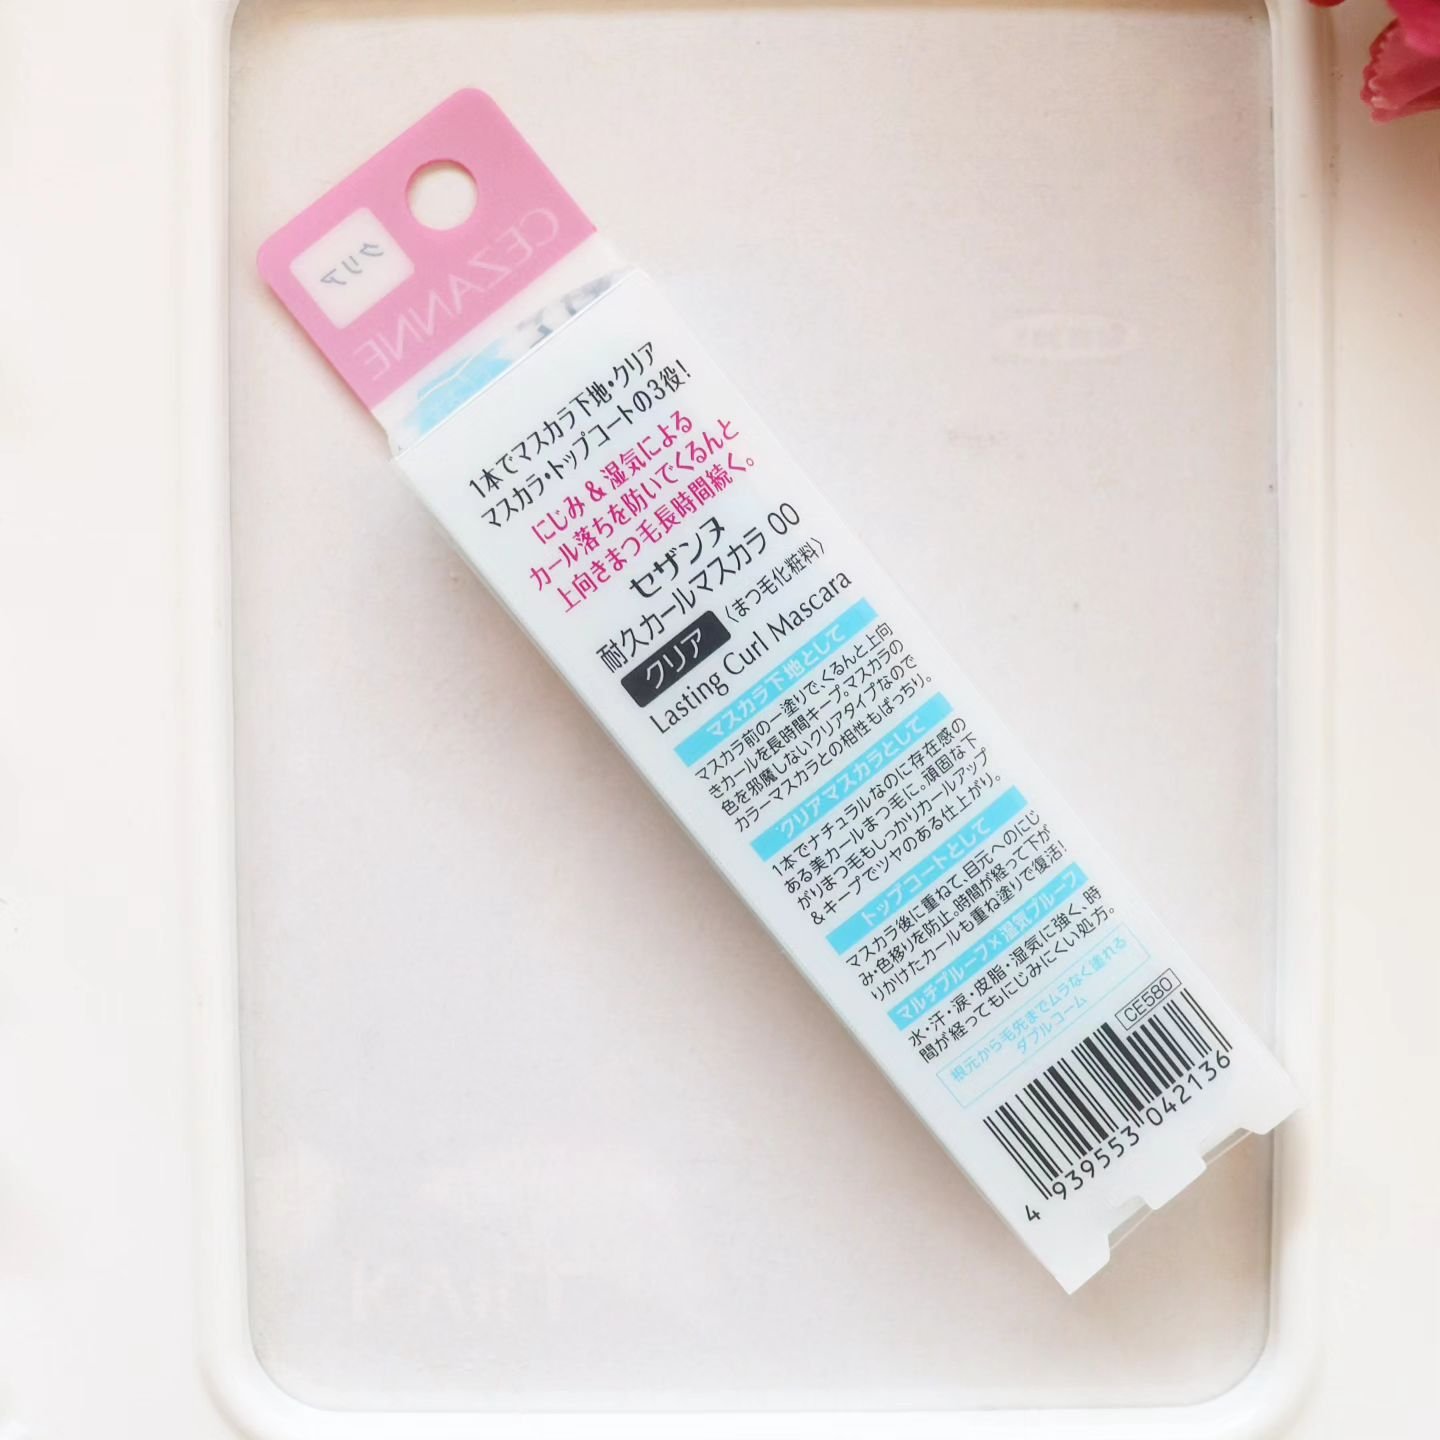 CEZANNE
クリア
1本でマスカラ下地・クリア
マスカラ・トップコートの3役!
にじみ & 湿気による
カール落ちを防いでくるんと
上向きまつ毛長時間続く。
セザンヌ
耐久カールマスカラ 00
クリア 〈まつ毛化粧料〉
Lasting Curl Mascara
マスカラ下地として
マスカラ前の一塗りで、くるんと上向
きカールを長時間キープ。マスカラの
色を邪魔しないクリアタイプなので
カラーマスカラとの相性もばっちり。
クリアマスカラとして
1本でナチュラルなのに存在感の
ある美カールまつ毛に。頑固な下
がりまつ毛もしっかりカールアップ
&キープでツヤのある仕上がり。
トップコートとして
マスカラ後に重ねて、目元へのにじ
み・色移りを防止。時間が経って下が
りかけたカールも重ね塗りで復活!
マルチプルーフ×湿気プルーフ
水・汗・涙・皮脂・湿気に強く、時
間が経ってもにじみにくい処方。
根元から毛先までムラなく塗れる
ダブルコーム
CE580
4 939553 042136